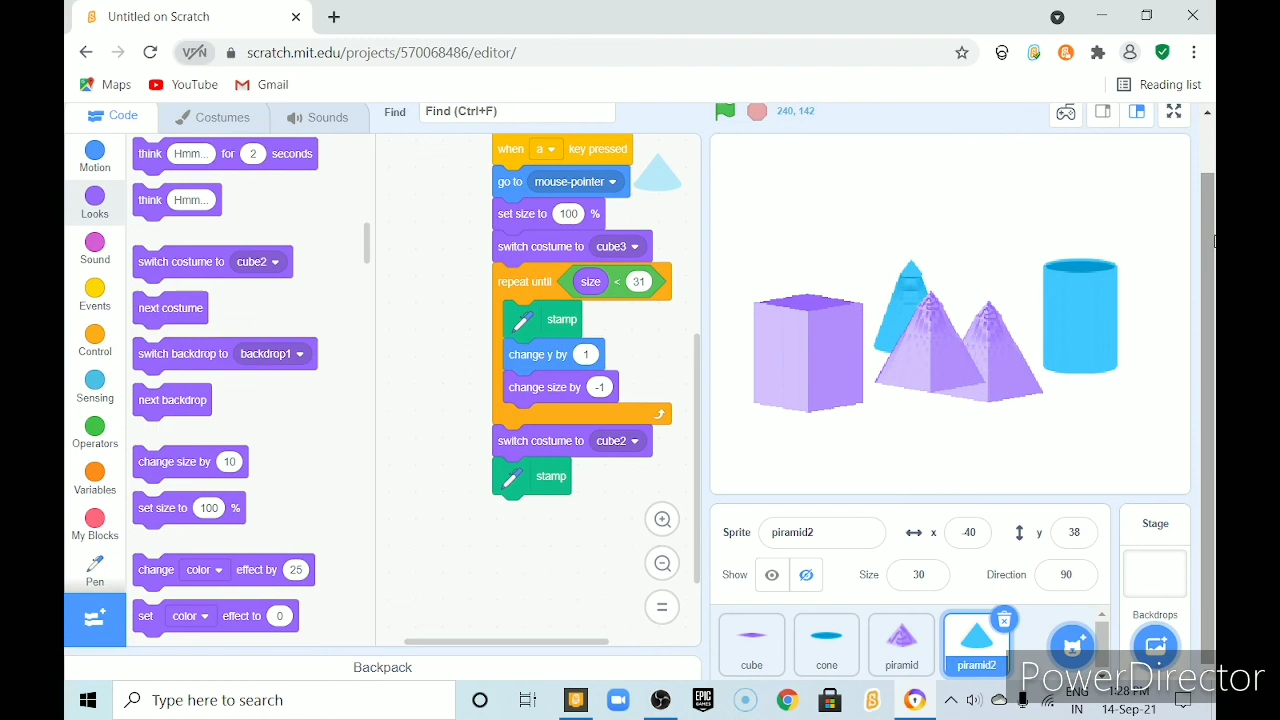 Untitled on Scratch
VPN
scratch.mit.edu/projects/570068486/editor/
Maps
YouTube
Gmail
Reading list
Code
Costumes
Sounds
Find
Find (Ctrl+F)
240, 142
Motion
Looks
Sound
Events
Control
Sensing
Operators
Variables
My Blocks
Pen
think Hmm... for 2 seconds
think Hmm...
switch costume to cube2
next costume
switch backdrop to backdrop1
next backdrop
change size by 10
set size to 100 %
change color effect by 25
set color effect to 0
when a key pressed
go to mouse-pointer
set size to 100 %
switch costume to cube3
repeat until size < 31
stamp
change y by 1
change size by -1
switch costume to cube2
stamp
Backpack
Sprite piramid2 x -40 y 38
Show Size 30 Direction 90
cube
cone
piramid
piramid2
Stage
Backdrops
Type here to search
EPIC GAMES
ENG
IN
1:28
14-Sep-21
PowerDirector